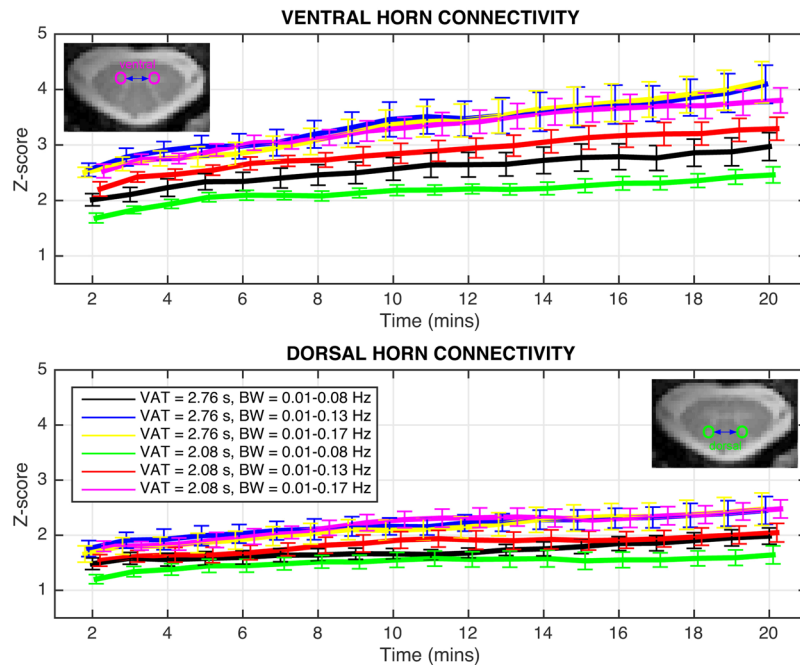 VENTRAL HORN CONNECTIVITY
5
4
3
2
1
Z-score
ventral
2 4 6 8 10 12 14 16 18 20
Time (mins)
DORSAL HORN CONNECTIVITY
5
4
3
2
1
Z-score
VAT = 2.76 s, BW = 0.01-0.08 Hz
VAT = 2.76 s, BW = 0.01-0.13 Hz
VAT = 2.76 s, BW = 0.01-0.17 Hz
VAT = 2.08 s, BW = 0.01-0.08 Hz
VAT = 2.08 s, BW = 0.01-0.13 Hz
VAT = 2.08 s, BW = 0.01-0.17 Hz
dorsal
2 4 6 8 10 12 14 16 18 20
Time (mins)